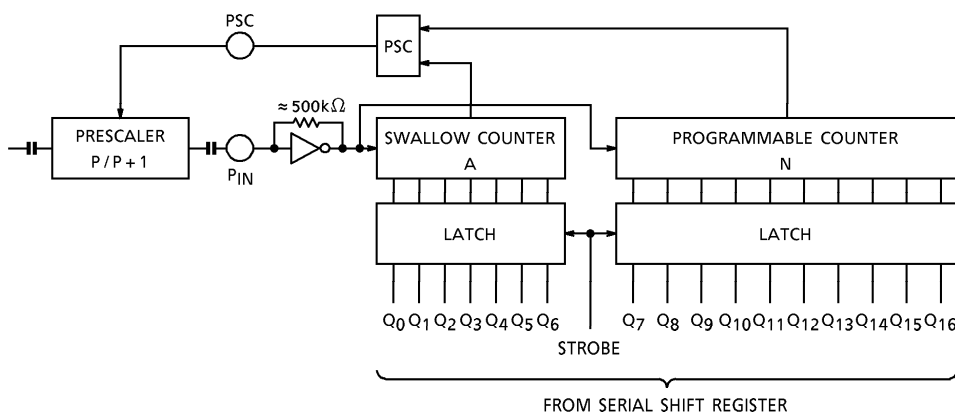 PSC
PSC
≈500kΩ
PRESCALER
P/P+1
PIN
SWALLOW COUNTER
A
PROGRAMMABLE COUNTER
N
LATCH
LATCH
Q0 Q1 Q2 Q3 Q4 Q5 Q6
Q7 Q8 Q9 Q10 Q11 Q12 Q13 Q14 Q15 Q16
STROBE
FROM SERIAL SHIFT REGISTER